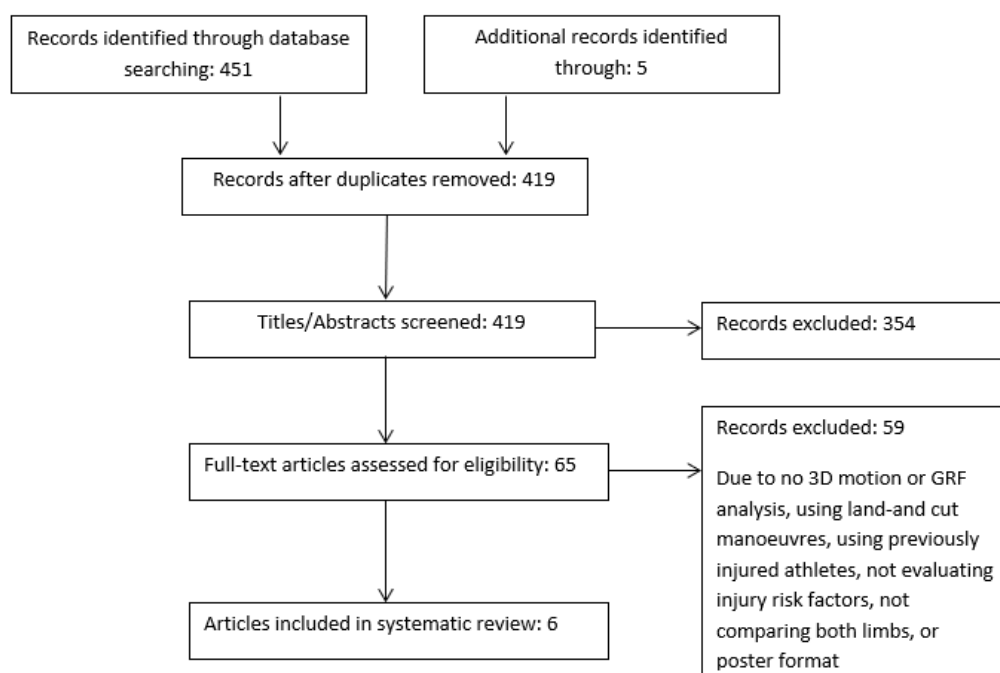 Records identified through database
searching: 451
Additional records identified
through: 5
Records after duplicates removed: 419
Titles/Abstracts screened: 419
Records excluded: 354
Full-text articles assessed for eligibility: 65
Records excluded: 59
Due to no 3D motion or GRF
analysis, using land-and cut
manoeuvres, using previously
injured athletes, not evaluating
injury risk factors, not
comparing both limbs, or
poster format
Articles included in systematic review: 6